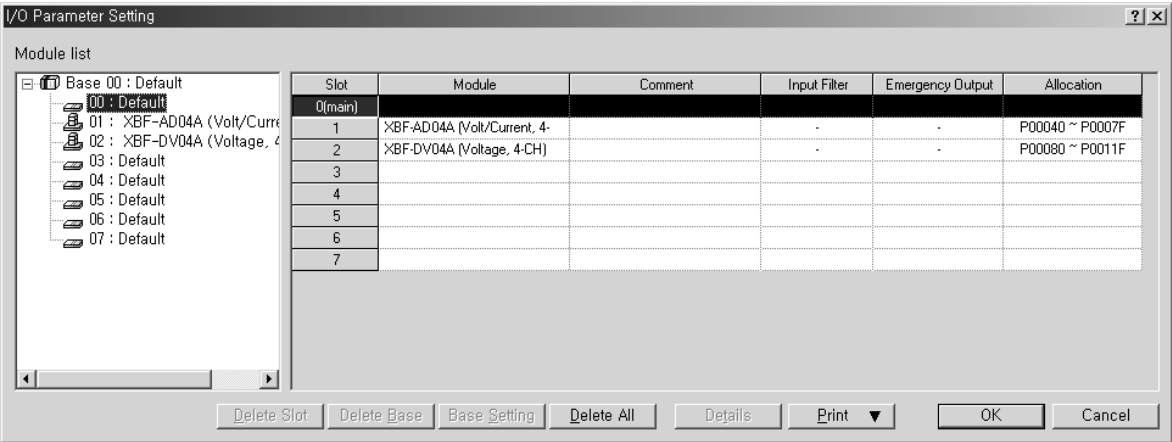 I/O Parameter Setting
Module list
Base 00 : Default
00 : Default
01 : XBF-AD04A (Volt/Curre
02 : XBF-DV04A (Voltage, 4
03 : Default
04 : Default
05 : Default
06 : Default
07 : Default
Slot Module Comment Input Filter Emergency Output Allocation
0(main)
1 XBF-AD04A (Volt/Current, 4- - - P00040 ~ P0007F
2 XBF-DV04A (Voltage, 4-CH) - - P00080 ~ P0011F
3
4
5
6
7
Delete Slot Delete Base Base Setting Delete All Details Print ▼ OK Cancel